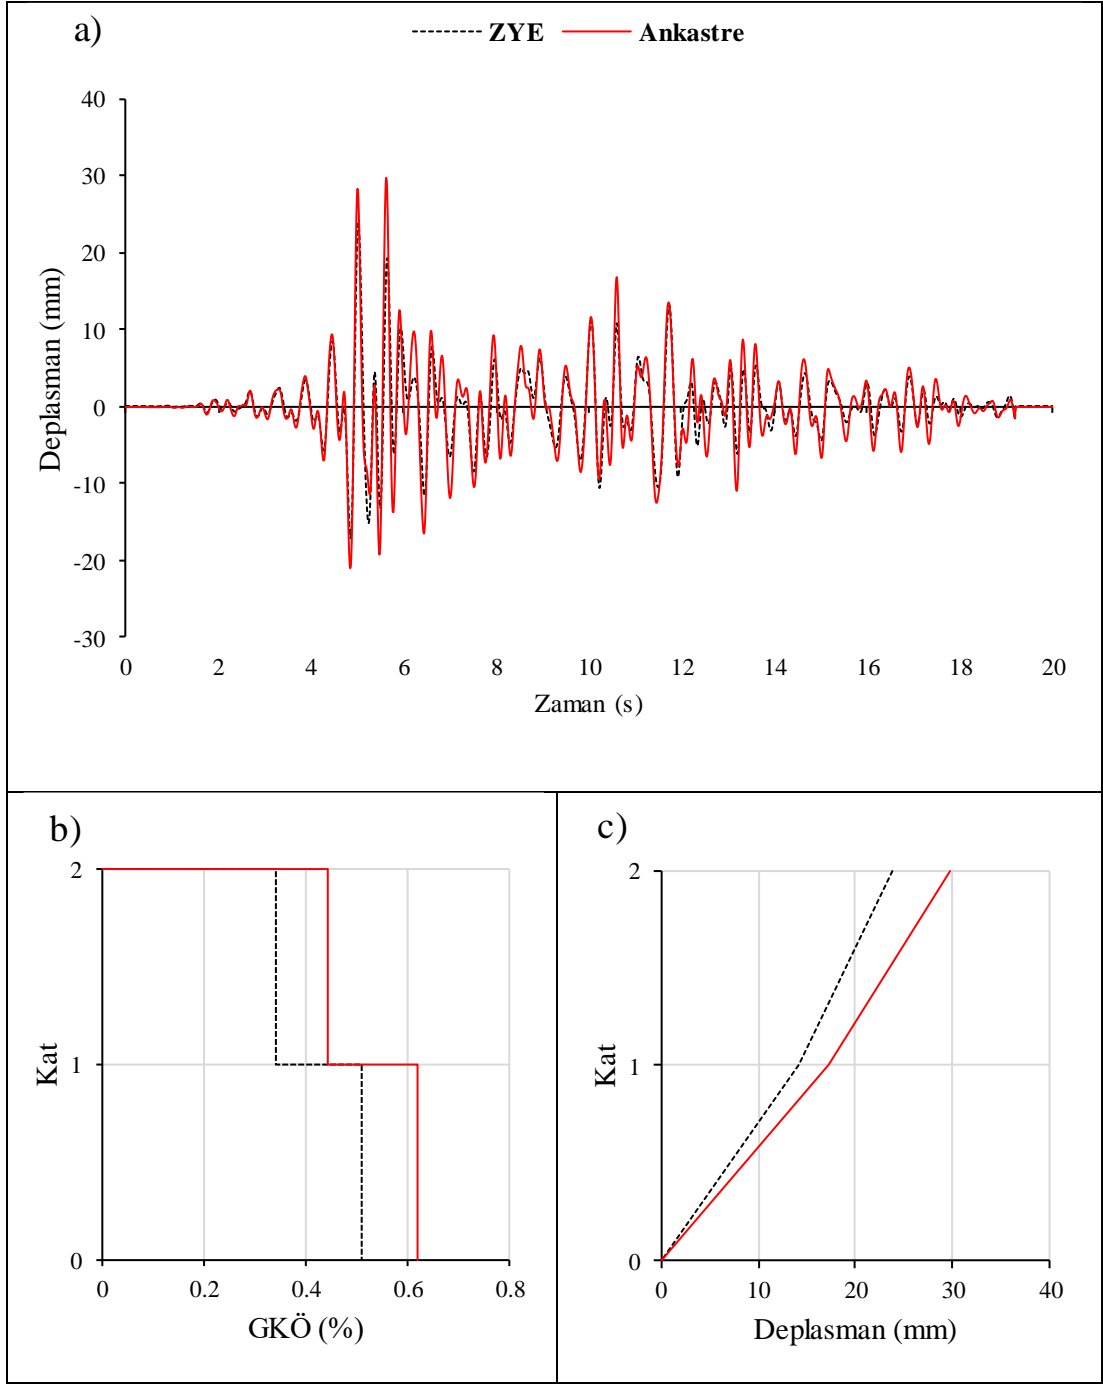 a)
ZYE Ankastre
40
30
20
10
0
-10
-20
-30
Deplasman (mm)
0 2 4 6 8 10 12 14 16 18 20
Zaman (s)
b)
2
1
0
Kat
0 0.2 0.4 0.6 0.8
GKÖ (%)
c)
2
1
0
Kat
0 10 20 30 40
Deplasman (mm)